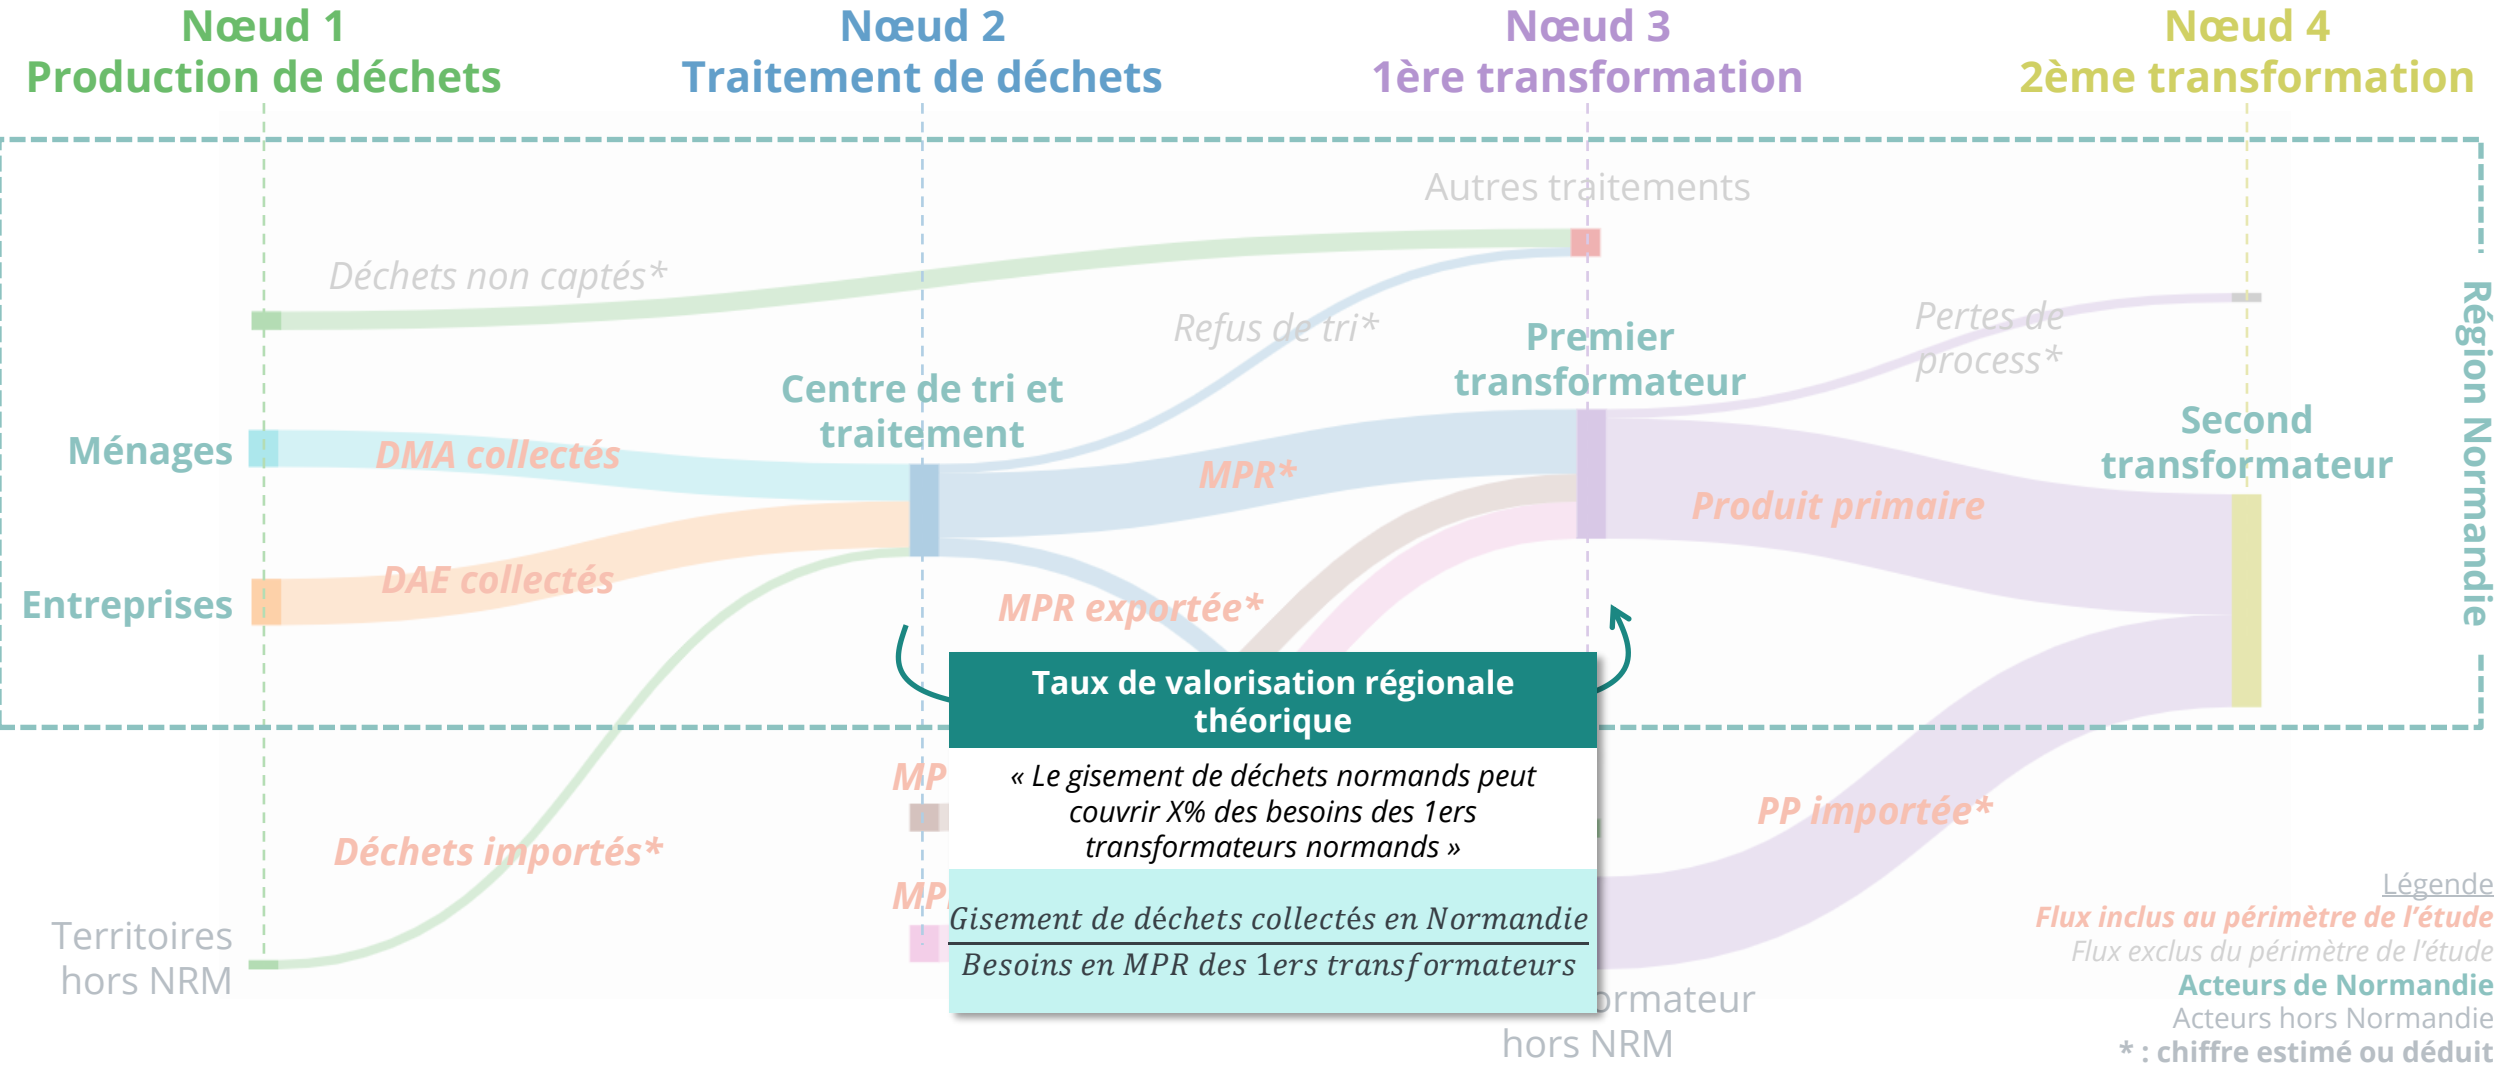 Nœud 1
Production de déchets
Nœud 2
Traitement de déchets
Nœud 3
1ère transformation
Nœud 4
2ème transformation
Autres traitements
Déchets non captés*
Refus de tri*
Pertes de
process*
Premier
transformateur
Centre de tri et
traitement
Second
transformateur
Région Normandie
Ménages
DMA collectés
MPR*
Produit primaire
DAE collectés
Entreprises
MPR exportée*
Taux de valorisation régionale
théorique
« Le gisement de déchets normands peut
couvrir X% des besoins des 1ers
transformateurs normands »
Gisement de déchets collectés en Normandie
Besoins en MPR des 1ers transformateurs
MP
MP
PP importée*
Déchets importés*
Territoires
hors NRM
ormateur
hors NRM
Légende
Flux inclus au périmètre de l’étude
Flux exclus du périmètre de l’étude
Acteurs de Normandie
Acteurs hors Normandie
* : chiffre estimé ou déduit